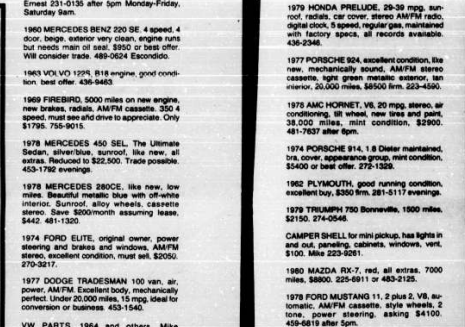 Ernest 231-0135 after 5pm Monday-Friday,
Saturday 9am.
1960 MERCEDES BENZ 220 SE, 4 speed, 4
door, beige, exterior very clean, engine runs
but needs main oil seal, $950 or best offer.
Will consider trade. 489-0624 Escondido.
1963 VOLVO 122S, B18 engine, good condi-
tion, best offer. 436-9463
1969 FIREBIRD, 5000 miles on new engine,
new brakes, radials, AM/FM cassette, 350 4
speed, must see and drive to appreciate. Only
$1795. 755-9015.
1978 MERCEDES 450 SEL, The Ultimate
Sedan, silver/blue, sunroof, like new, all
extras. Reduced to $22,500. Trade possible.
453-1792 evenings.
1978 MERCEDES 280CE, like new, low
miles. Beautiful metallic blue with off-white
interior. Sunroof, alloy wheels, cassette
stereo. Save $200/month assuming lease,
$442. 481-1320.
1974 FORD ELITE, original owner, power
steering and brakes and windows, AM/FM
stereo, excellent condition, must sell, $2050.
270-3217.
1977 DODGE TRADESMAN 100 van, air,
power, AM/FM. Excellent body, mechanically
perfect. Under 20,000 miles, 15 mpg, ideal for
conversion or business. 453-1540.
VW PARTS, 1964 and others. Mike
1979 HONDA PRELUDE, 29-39 mpg, sun-
roof, radials, car cover, stereo AM/FM radio,
digital clock, 5 speed, regular gas, maintained
with factory specs, all records available.
436-2346.
1977 PORSCHE 924, excellent condition, like
new, mechanically sound, AM/FM stereo
cassette, light green metallic exterior, tan
interior, 20,000 miles, $8500 firm. 223-4590.
1978 AMC HORNET, V6, 20 mpg, stereo, air
conditioning, tilt wheel, new tires and paint,
38,000 miles, mint condition, $2900.
481-7637 after 6pm.
1974 PORSCHE 914, 1.8 Dieter maintained,
bra, cover, appearance group, mint condition,
$5400 or best offer. 272-1329.
1962 PLYMOUTH, good running condition,
excellent buy, $350 firm. 281-5117 evenings.
1979 TRIUMPH 750 Bonneville, 1500 miles,
$2150. 274-0546.
CAMPER SHELL for mini pickup, has lights in
and out, paneling, cabinets, windows, vent,
$100. Mike 223-9261.
1980 MAZDA RX-7, red, all extras, 7000
miles, $8800. 225-6911 or 483-2125.
1978 FORD MUSTANG 11, 2 plus 2, V8, au-
tomatic, AM/FM cassette, style wheels, 2
tone, power steering, asking $4100.
459-6819 after 5pm.